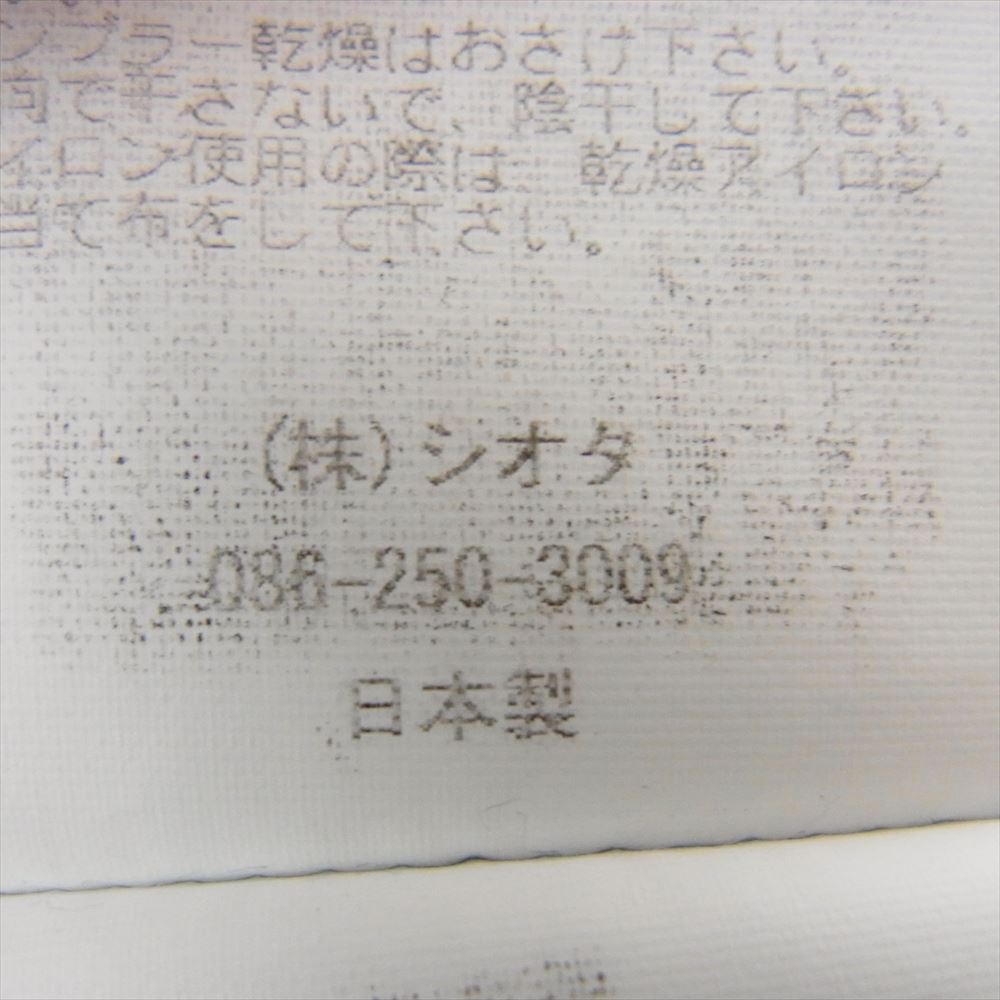 ンブラー乾燥はおさけ下さい。
向で干さないで、陰干して下さい。
イロン使用の際は 乾燥アイロン
当て布をして下さい。
(株)シオタ
086-250-3009
日本製